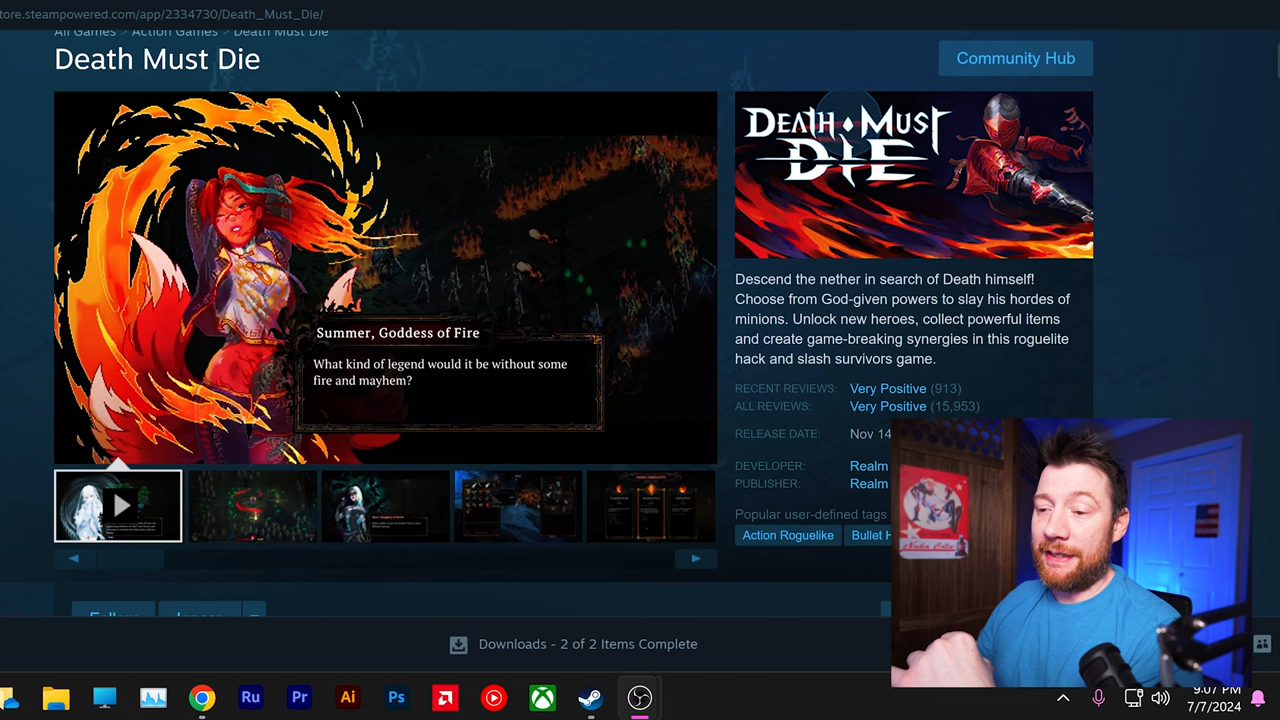 tore.steampowered.com/app/2334730/Death_Must_Die/
All Games > Action Games > Death Must Die
Death Must Die
Community Hub
DEATH MUST
DIE
Summer, Goddess of Fire
What kind of legend would it be without some
fire and mayhem?
Descend the nether in search of Death himself!
Choose from God-given powers to slay his hordes of
minions. Unlock new heroes, collect powerful items
and create game-breaking synergies in this roguelite
hack and slash survivors game.
RECENT REVIEWS: Very Positive (913)
ALL REVIEWS: Very Positive (15,953)
RELEASE DATE: Nov 14
DEVELOPER: Realm
PUBLISHER: Realm
Popular user-defined tags
Action Roguelike Bullet H
Follow Ignore
Downloads - 2 of 2 Items Complete
Nuka Cola
Ru Pr Ai Ps
9:07 PM
7/7/2024